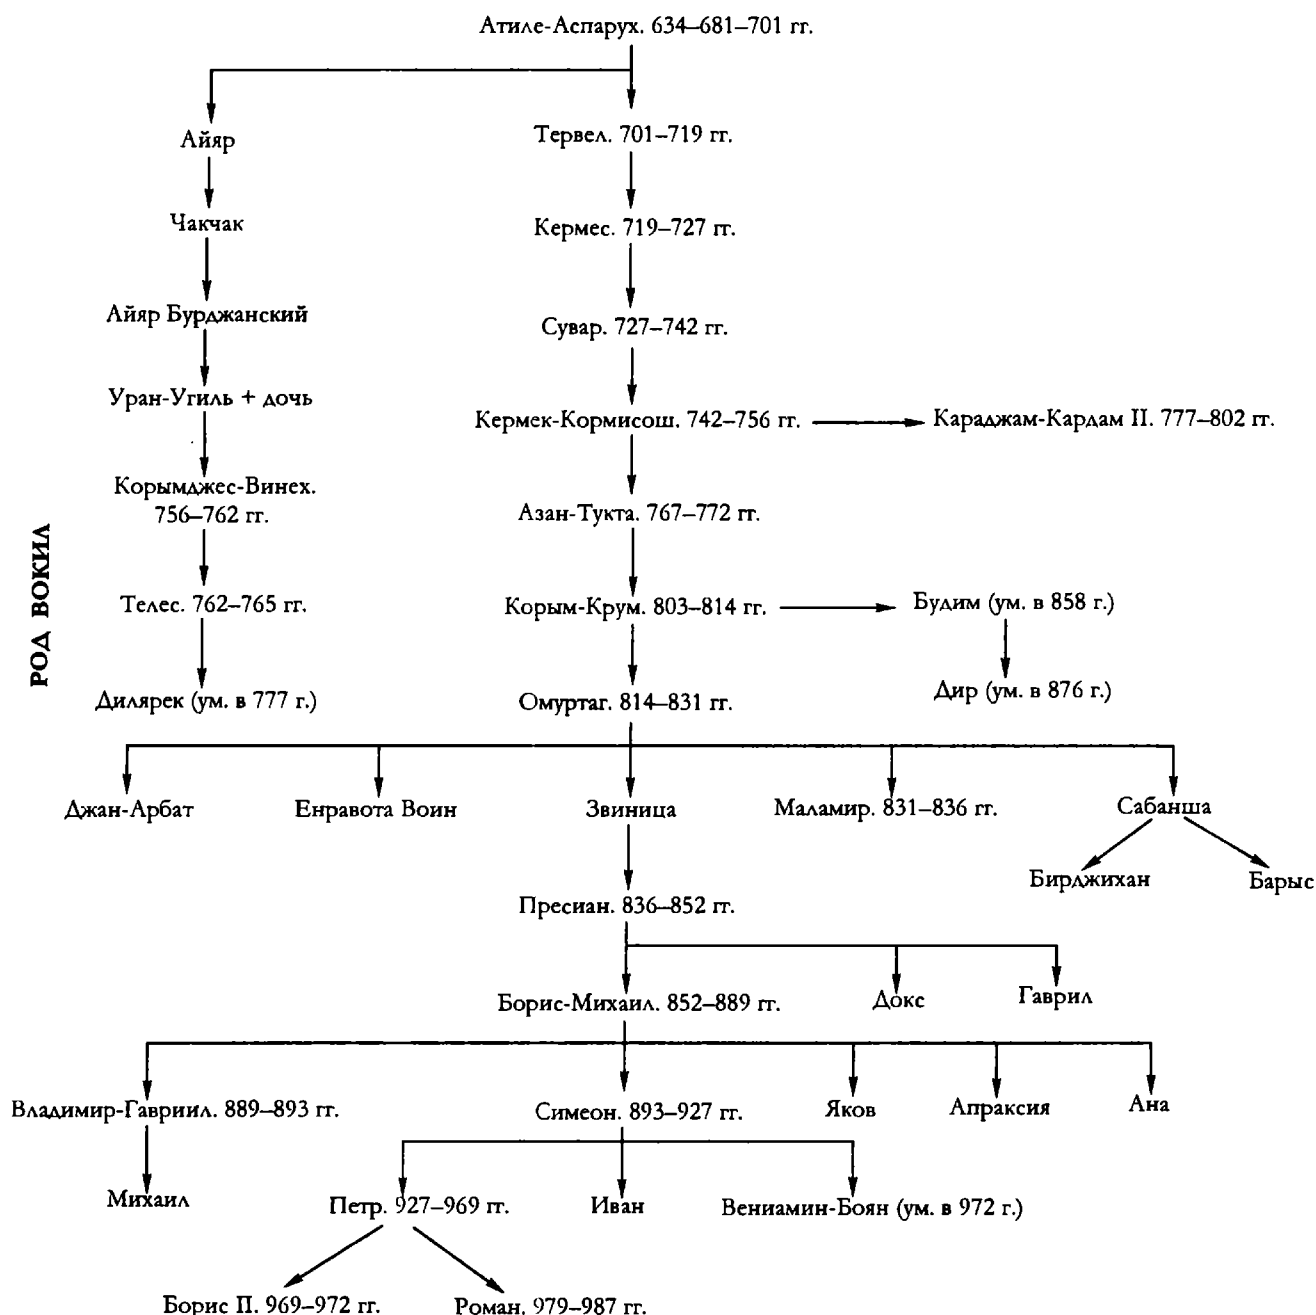 Атиле-Аспарух. 634–681–701 гг.
Айяр
Тервел. 701–719 гг.
Чакчак
Кермес. 719–727 гг.
Айяр Бурджанский
Сувар. 727–742 гг.
Уран-Угиль + дочь
Кермек-Кормисош. 742–756 гг.
Караджам-Кардам II. 777–802 гг.
Корымджес-Винех.
756–762 гг.
Азан-Тукта. 767–772 гг.
РОД ВОКИЛ
Телес. 762–765 гг.
Корым-Крум. 803–814 гг.
Будим (ум. в 858 г.)
Дилярек (ум. в 777 г.)
Омуртаг. 814–831 гг.
Дир (ум. в 876 г.)
Джан-Арбат
Енравота Воин
Звиница
Маламир. 831–836 гг.
Сабанша
Бирджихан
Барыс
Пресиан. 836–852 гг.
Борис-Михаил. 852–889 гг.
Докс
Гаврил
Владимир-Гавриил. 889–893 гг.
Симеон. 893–927 гг.
Яков
Апраксия
Ана
Михаил
Петр. 927–969 гг.
Иван
Вениамин-Боян (ум. в 972 г.)
Борис II. 969–972 гг.
Роман. 979–987 гг.